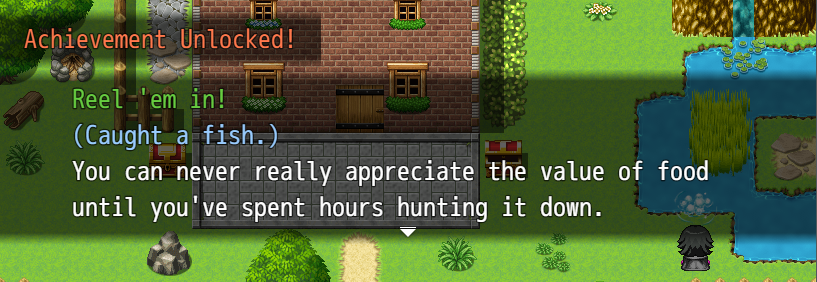 Achievement Unlocked!
Reel 'em in!
(Caught a fish.)
You can never really appreciate the value of food
until you've spent hours hunting it down.